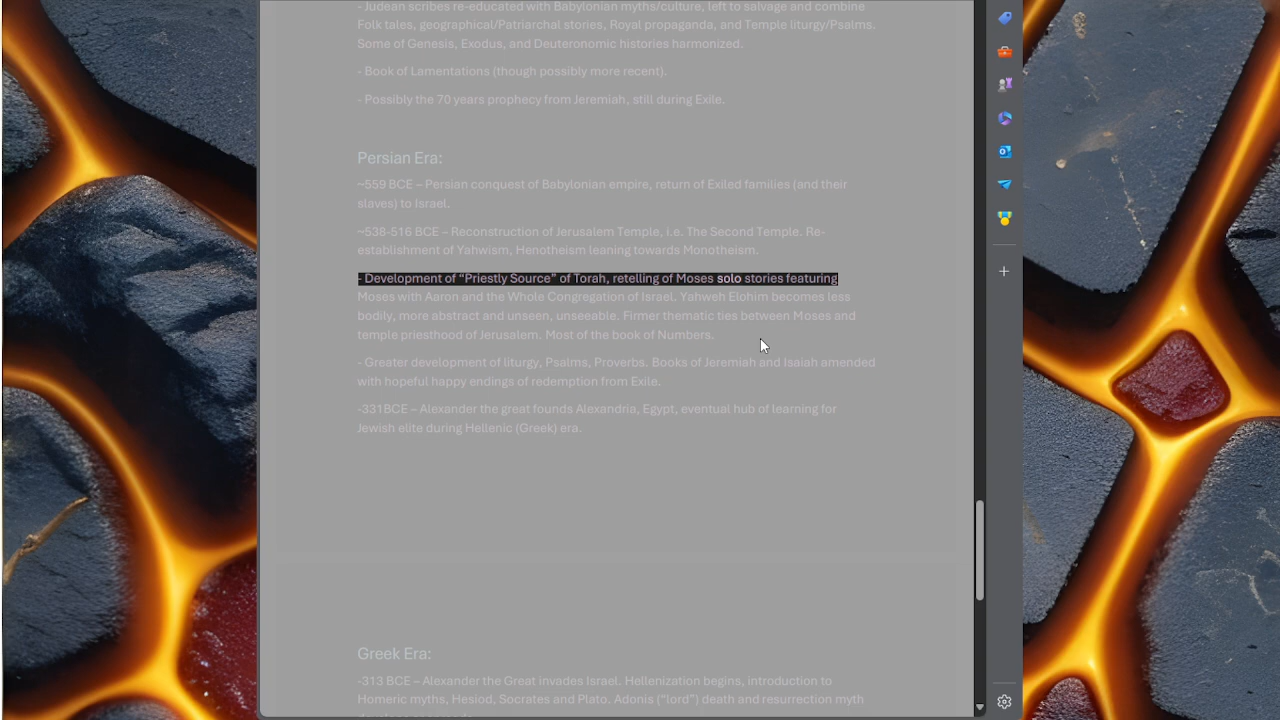 - Judean scribes re-educated with Babylonian myths/culture, left to salvage and combine
Folk tales, geographical/Patriarchal stories, Royal propaganda, and Temple liturgy/Psalms.
Some of Genesis, Exodus, and Deuteronomic histories harmonized.
- Book of Lamentations (though possibly more recent).
- Possibly the 70 years prophecy from Jeremiah, still during Exile.
Persian Era:
~559 BCE – Persian conquest of Babylonian empire, return of Exiled families (and their
slaves) to Israel.
~538-516 BCE – Reconstruction of Jerusalem Temple, i.e. The Second Temple. Re-
establishment of Yahwism, Henotheism leaning towards Monotheism.
- Development of “Priestly Source” of Torah, retelling of Moses solo stories featuring
Moses with Aaron and the Whole Congregation of Israel. Yahweh Elohim becomes less
bodily, more abstract and unseen, unseeable. Firmer thematic ties between Moses and
temple priesthood of Jerusalem. Most of the book of Numbers.
- Greater development of liturgy, Psalms, Proverbs. Books of Jeremiah and Isaiah amended
with hopeful happy endings of redemption from Exile.
-331BCE – Alexander the great founds Alexandria, Egypt, eventual hub of learning for
Jewish elite during Hellenic (Greek) era.
Greek Era:
-313 BCE – Alexander the Great invades Israel. Hellenization begins, introduction to
Homeric myths, Hesiod, Socrates and Plato. Adonis (“lord”) death and resurrection myth